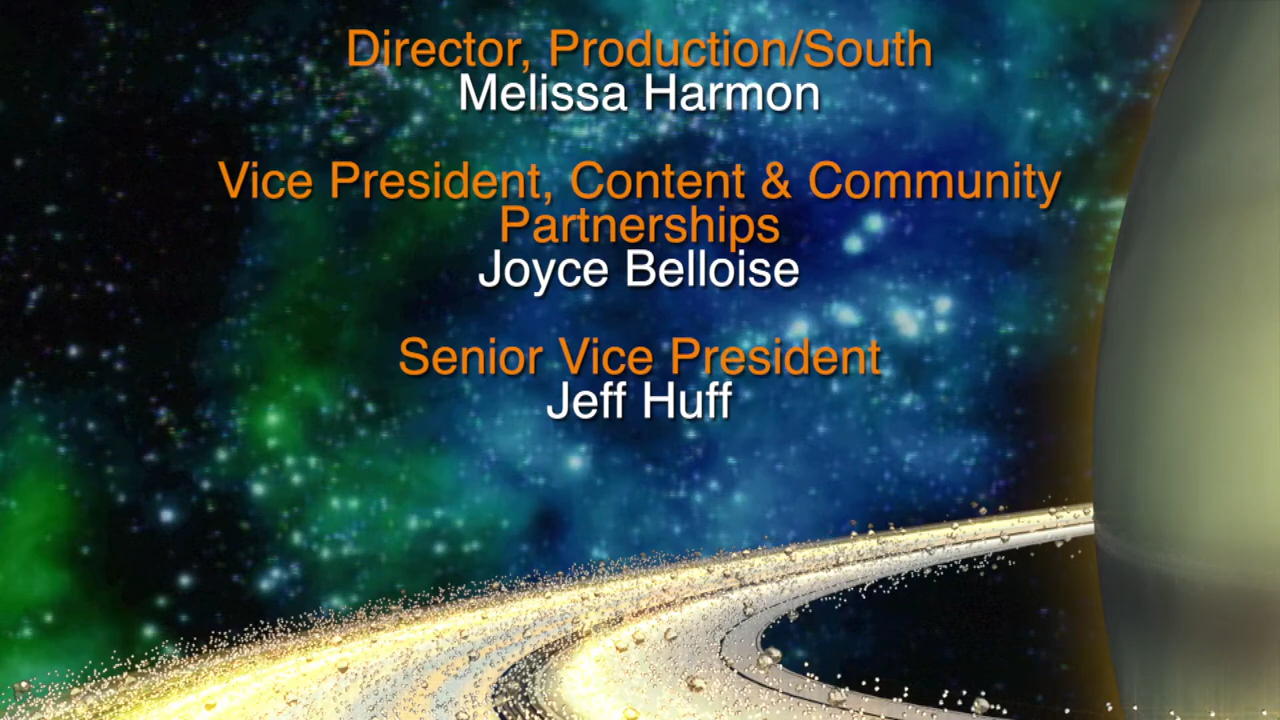 Director, Production/South
Melissa Harmon
Vice President, Content & Community
Partnerships
Joyce Belloise
Senior Vice President
Jeff Huff